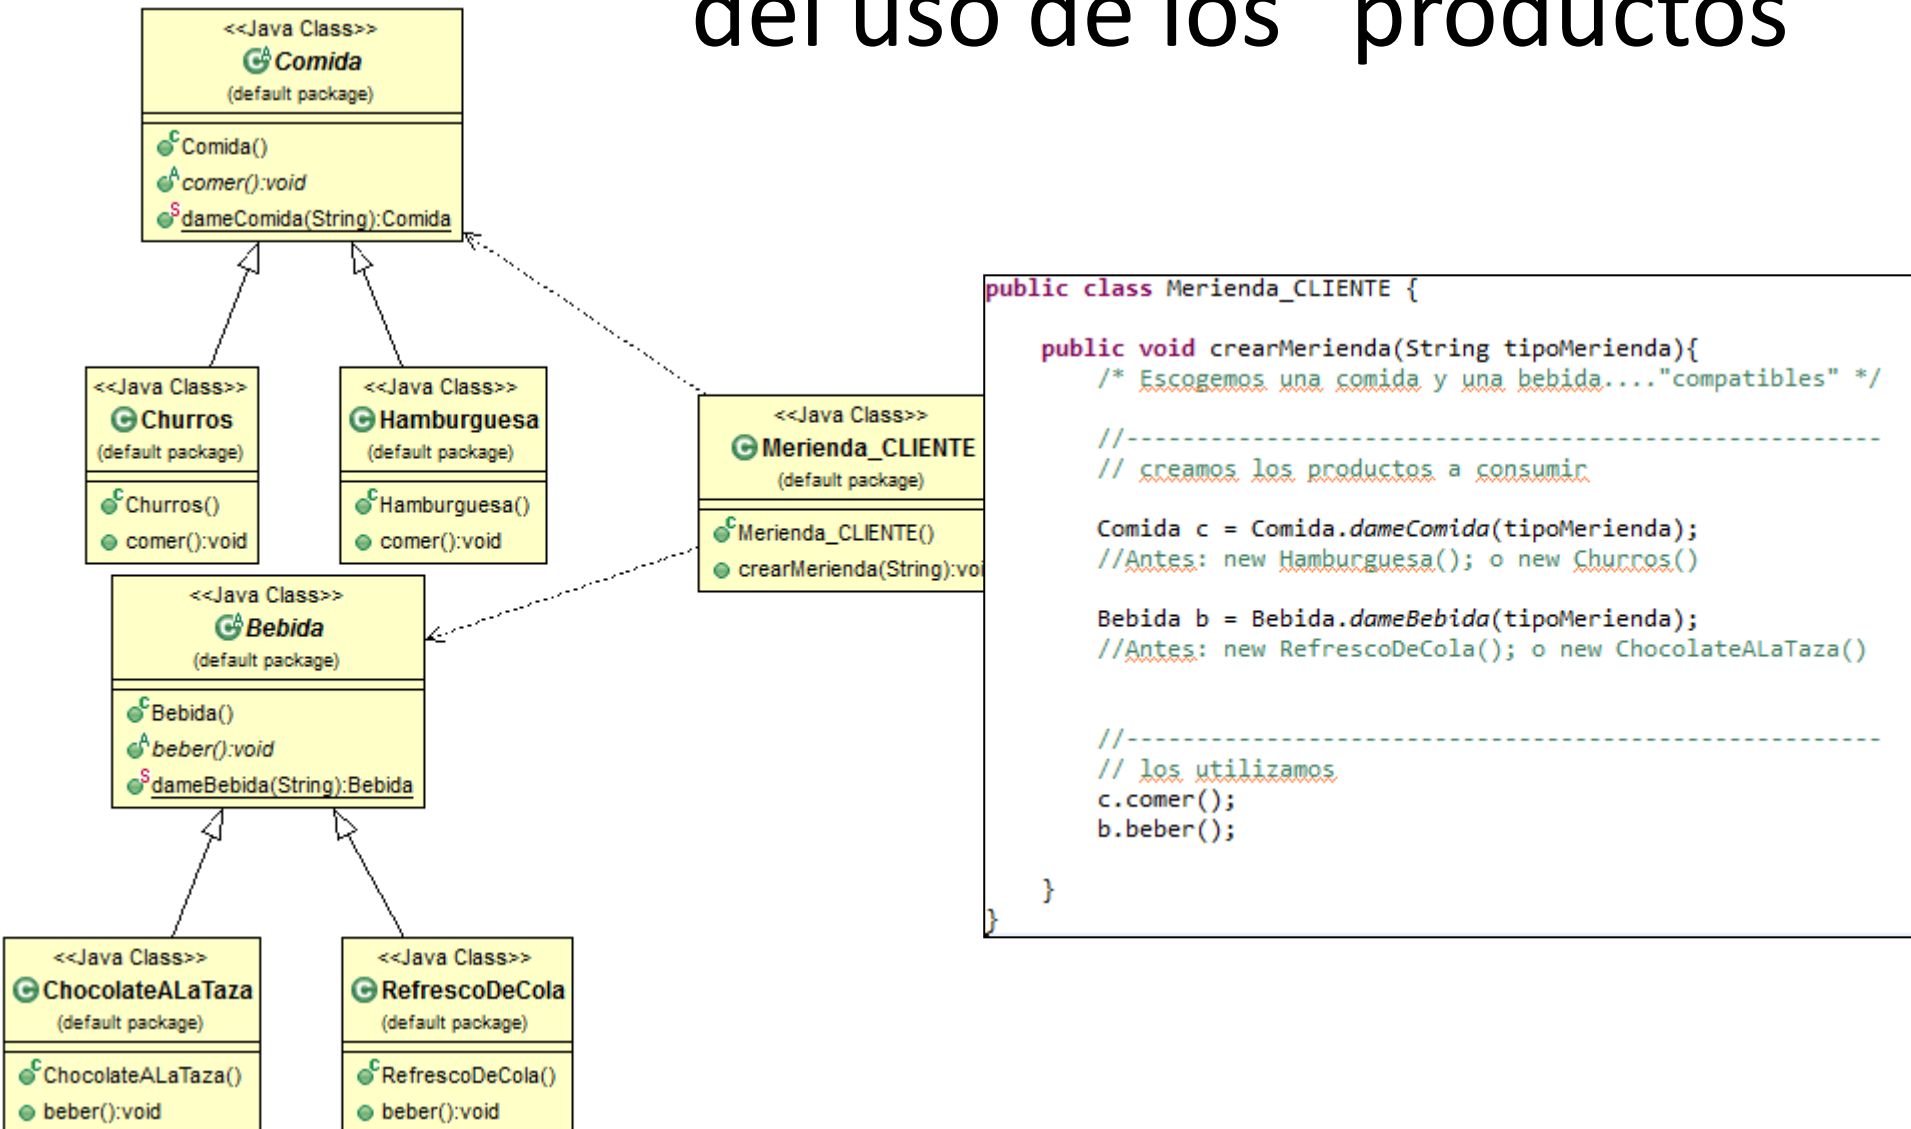 del uso de los productos
<<Java Class>>
Comida
(default package)
Comida()
comer():void
dameComida(String):Comida
<<Java Class>>
Churros
(default package)
Churros()
comer():void
<<Java Class>>
Hamburguesa
(default package)
Hamburguesa()
comer():void
<<Java Class>>
Bebida
(default package)
Bebida()
beber():void
dameBebida(String):Bebida
<<Java Class>>
ChocolateALaTaza
(default package)
ChocolateALaTaza()
beber():void
<<Java Class>>
RefrescoDeCola
(default package)
RefrescoDeCola()
beber():void
<<Java Class>>
Merienda_CLIENTE
(default package)
Merienda_CLIENTE()
crearMerienda(String):voi
public class Merienda_CLIENTE {
public void crearMerienda(String tipoMerienda){
/* Escogemos una comida y una bebida...."compatibles" */
//------------------------------------------------------
// creamos los productos a consumir
Comida c = Comida.dameComida(tipoMerienda);
//Antes: new Hamburguesa(); o new Churros()
Bebida b = Bebida.dameBebida(tipoMerienda);
//Antes: new RefrescoDeCola(); o new ChocolateALaTaza()
//------------------------------------------------------
// los utilizamos
c.comer();
b.beber();
}
}